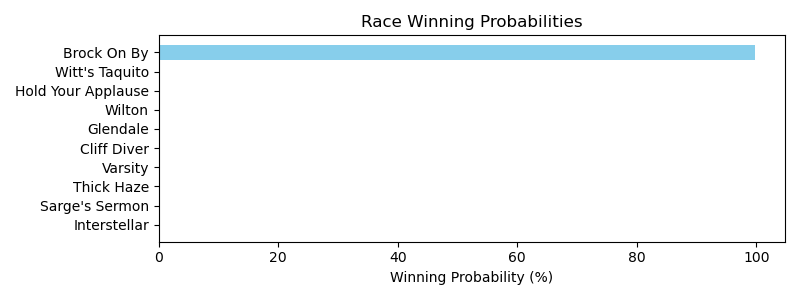 Race Winning Probabilities
Brock On By
Witt's Taquito
Hold Your Applause
Wilton
Glendale
Cliff Diver
Varsity
Thick Haze
Sarge's Sermon
Interstellar
0 20 40 60 80 100
Winning Probability (%)